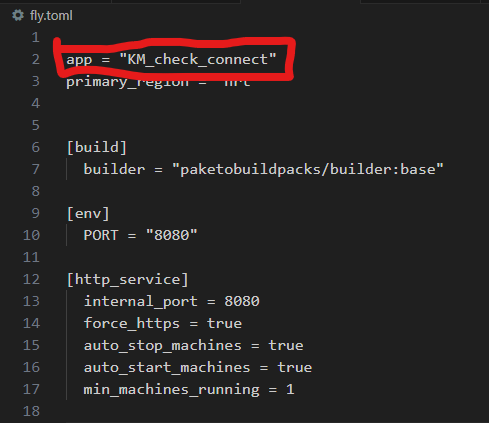 fly.toml
1
2 app = "KM_check_connect"
3 primary_region = "nrt"
4
5
6 [build]
7 builder = "paketobuildpacks/builder:base"
8
9 [env]
10 PORT = "8080"
11
12 [http_service]
13 internal_port = 8080
14 force_https = true
15 auto_stop_machines = true
16 auto_start_machines = true
17 min_machines_running = 1
18